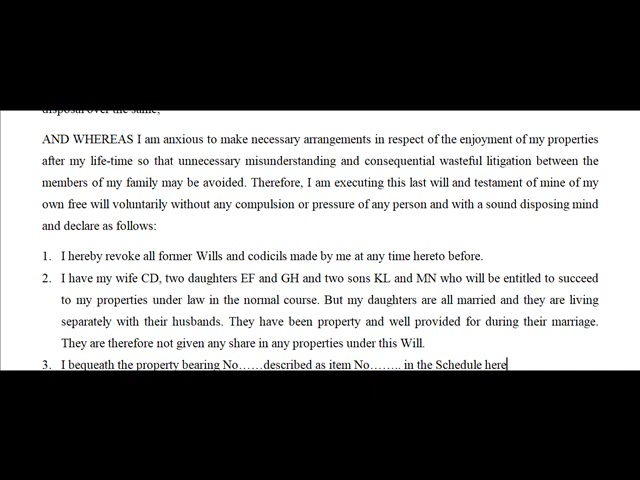 disposal over the same,
AND WHEREAS I am anxious to make necessary arrangements in respect of the enjoyment of my properties
after my life-time so that unnecessary misunderstanding and consequential wasteful litigation between the
members of my family may be avoided. Therefore, I am executing this last will and testament of mine of my
own free will voluntarily without any compulsion or pressure of any person and with a sound disposing mind
and declare as follows:
1. I hereby revoke all former Wills and codicils made by me at any time hereto before.
2. I have my wife CD, two daughters EF and GH and two sons KL and MN who will be entitled to succeed
to my properties under law in the normal course. But my daughters are all married and they are living
separately with their husbands. They have been property and well provided for during their marriage.
They are therefore not given any share in any properties under this Will.
3. I bequeath the property bearing No……described as item No…….. in the Schedule here